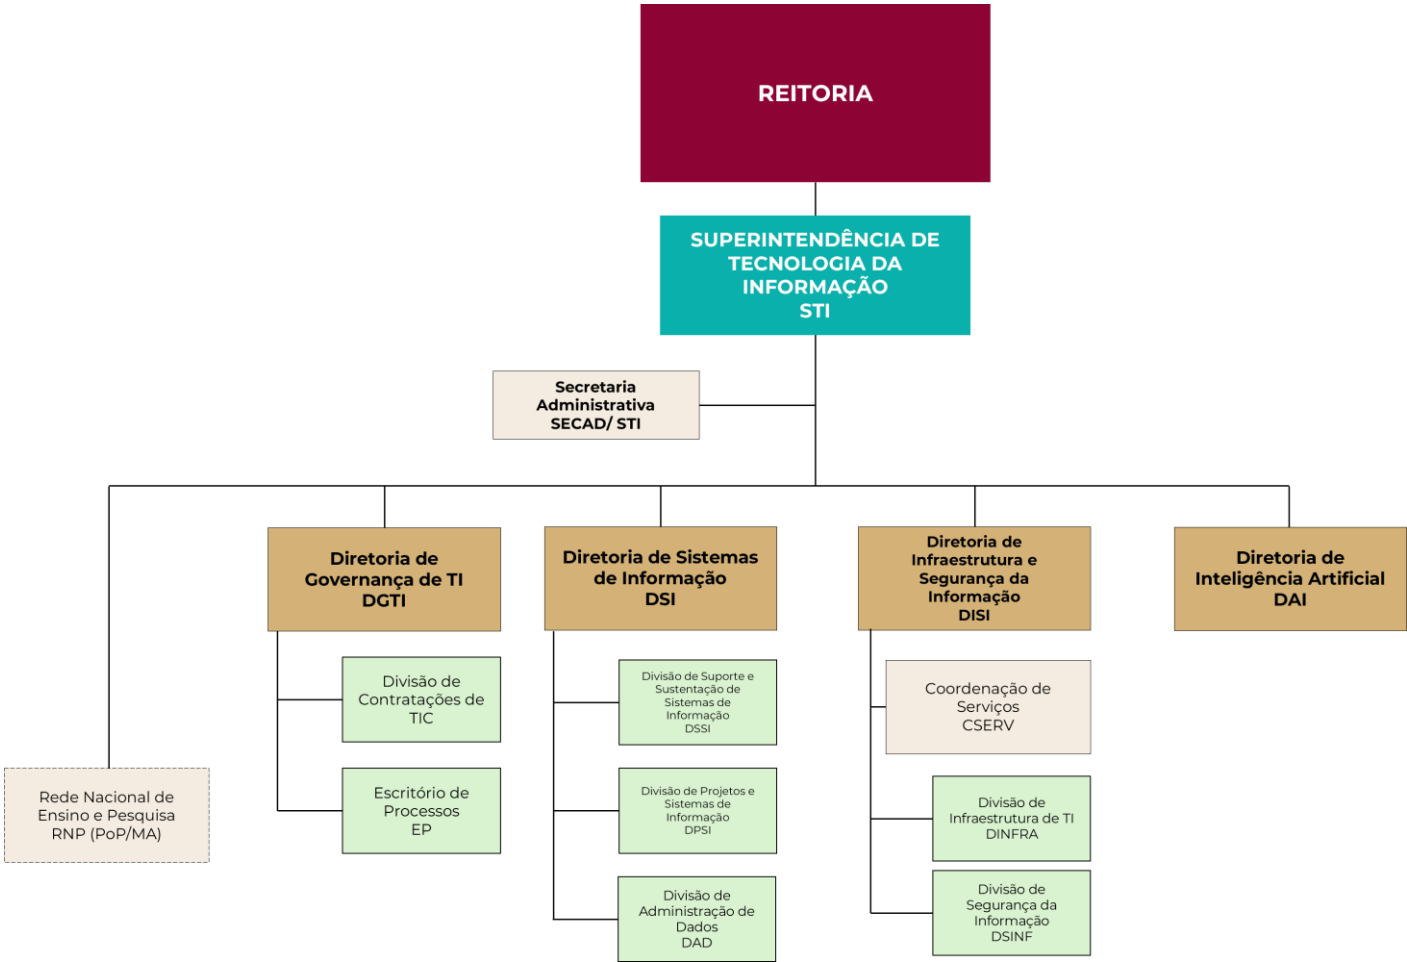 REITORIA
SUPERINTENDÊNCIA DE
TECNOLOGIA DA
INFORMAÇÃO
STI
Secretaria
Administrativa
SECAD/ STI
Diretoria de
Governança de TI
DGTI
Divisão de
Contratações de
TIC
Escritório de
Processos
EP
Diretoria de Sistemas
de Informação
DSI
Divisão de Suporte e
Sustentação de
Sistemas de
Informação
DSSI
Divisão de Projetos e
Sistemas de
Informação
DPSI
Divisão de
Administração de
Dados
DAD
Diretoria de
Infraestrutura e
Segurança da
Informação
DISI
Coordenação de
Serviços
CSERV
Divisão de
Infraestrutura de TI
DINFRA
Divisão de
Segurança da
Informação
DSINF
Diretoria de
Inteligência Artificial
DAI
Rede Nacional de
Ensino e Pesquisa
RNP (PoP/MA)